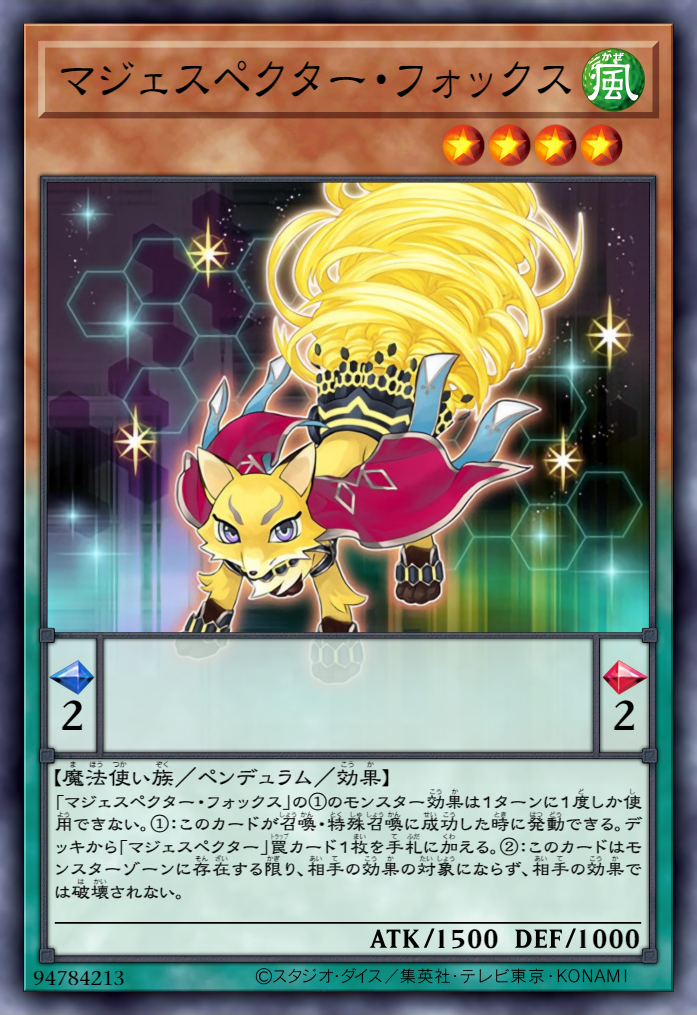 マジェスペクター・フォックス
風
かぜ
2
2
【魔法使い族／ペンデュラム／効果】
「マジェスペクター・フォックス」の①のモンスター効果は1ターンに1度しか使
用できない。①：このカードが召喚・特殊召喚に成功した時に発動できる。デ
ッキから「マジェスペクター」罠カード1枚を手札に加える。②：このカードはモ
ンスターゾーンに存在する限り、相手の効果の対象にならず、相手の効果で
は破壊されない。
ATK/1500 DEF/1000
94784213
©スタジオ・ダイス／集英社・テレビ東京・KONAMI